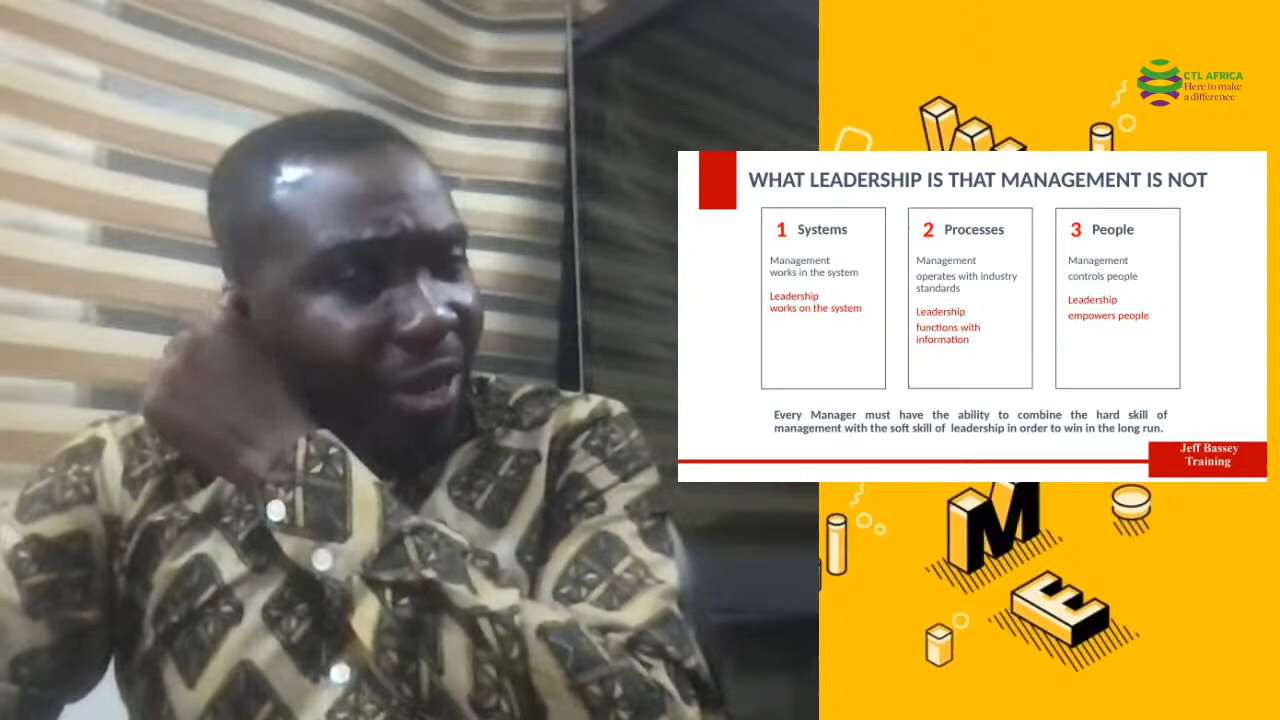 CTL AFRICA
Here to make
a difference
WHAT LEADERSHIP IS THAT MANAGEMENT IS NOT
1 Systems
Management
works in the system
Leadership
works on the system
2 Processes
Management
operates with industry
standards
Leadership
functions with
information
3 People
Management
controls people
Leadership
empowers people
Every Manager must have the ability to combine the hard skill of
management with the soft skill of leadership in order to win in the long run.
Jeff Bassey
Training
M
E